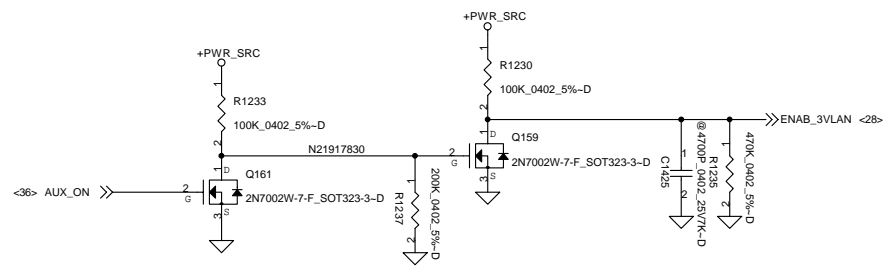 +PWR_SRC
1
R1230
100K_0402_5%~D
2
+PWR_SRC
1
R1233
100K_0402_5%~D
2
ENAB_3VLAN <28>
N21917830
1
D
Q159
2
G
2N7002W-7-F_SOT323-3~D
S
3
1
D
Q161
<36> AUX_ON
2
G
2N7002W-7-F_SOT323-3~D
S
3
1
2
R1237
200K_0402_5%~D
1
2
C1425
@ 4700P_0402_25V7K~D
1
2
R1235
470K_0402_5%~D